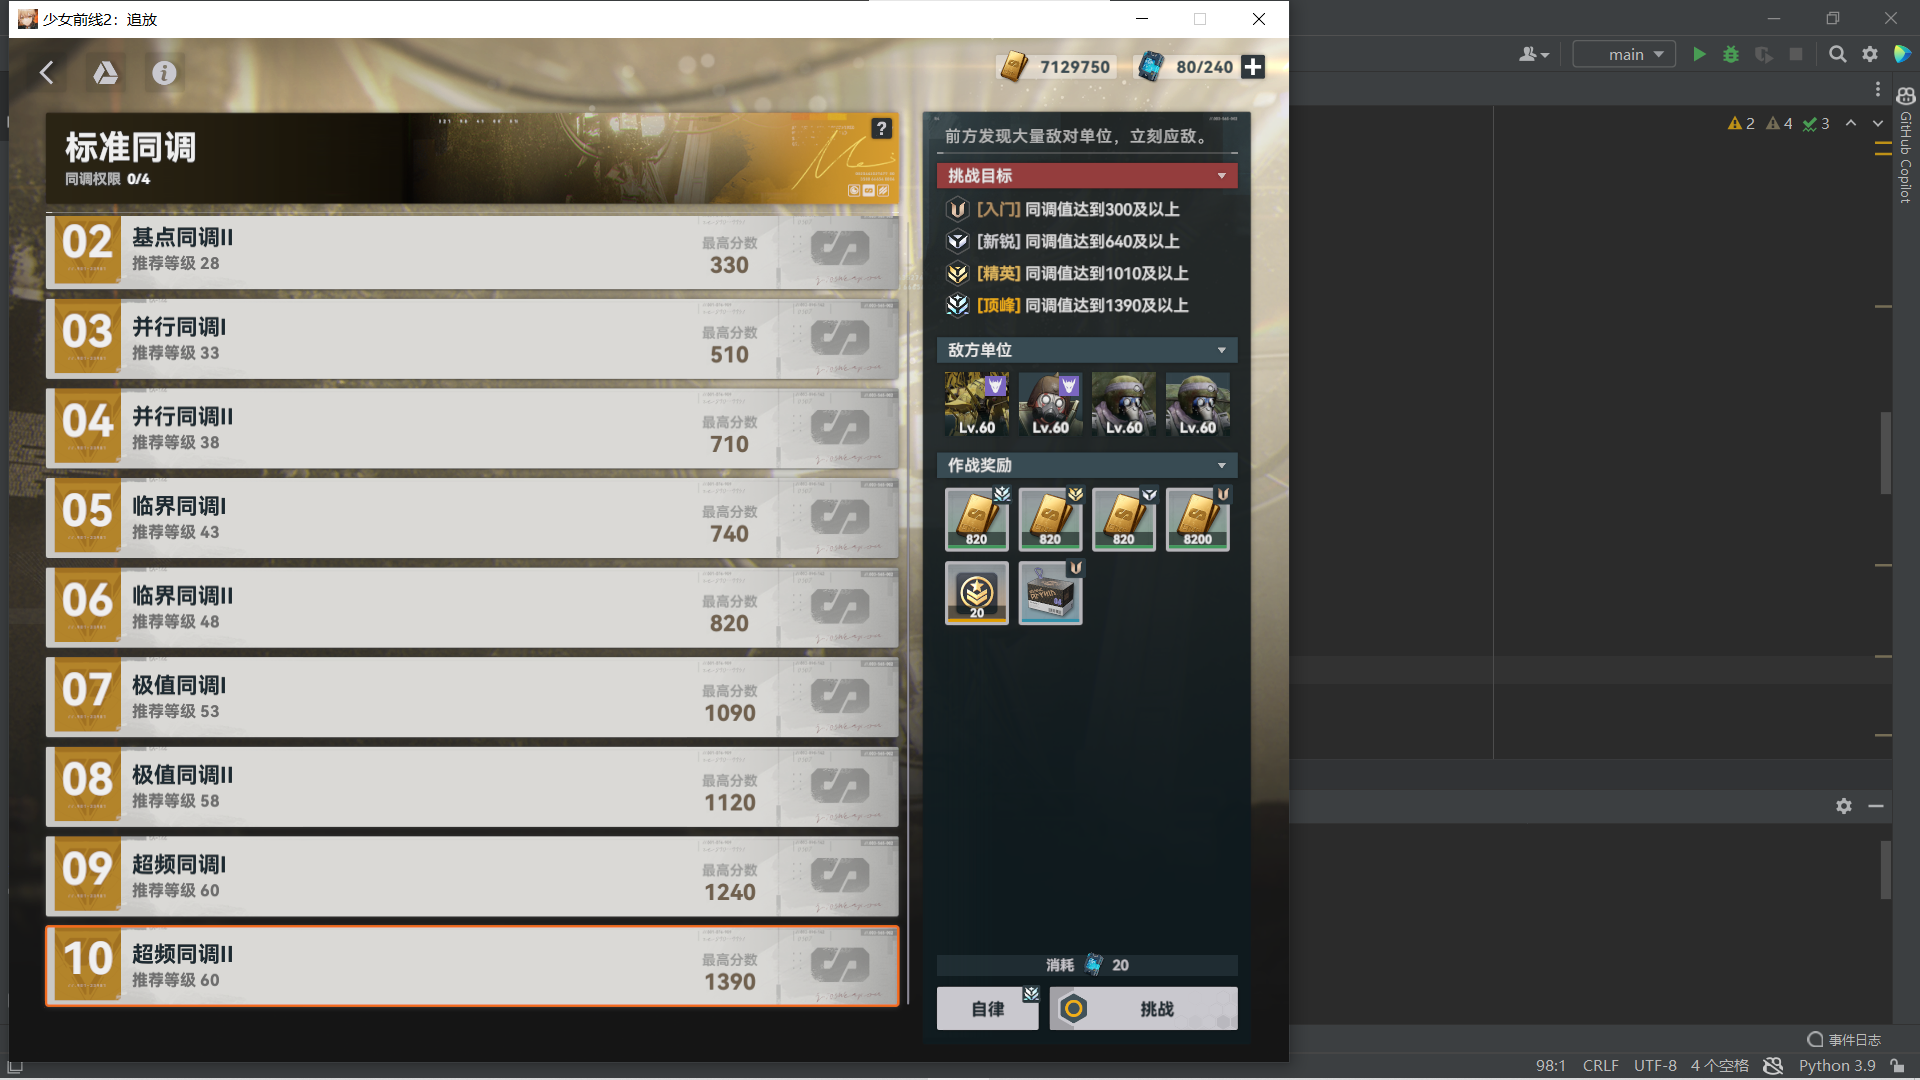 少女前线2：追放
7129750
80/240
标准同调
同调权限 0/4
?
02
基点同调II
推荐等级 28
最高分数
330
03
并行同调I
推荐等级 33
最高分数
510
04
并行同调II
推荐等级 38
最高分数
710
05
临界同调I
推荐等级 43
最高分数
740
06
临界同调II
推荐等级 48
最高分数
820
07
极值同调I
推荐等级 53
最高分数
1090
08
极值同调II
推荐等级 58
最高分数
1120
09
超频同调I
推荐等级 60
最高分数
1240
10
超频同调II
推荐等级 60
最高分数
1390
前方发现大量敌对单位，立刻应敌。
挑战目标
[入门] 同调值达到300及以上
[新锐] 同调值达到640及以上
[精英] 同调值达到1010及以上
[顶峰] 同调值达到1390及以上
敌方单位
Lv.60
Lv.60
Lv.60
Lv.60
作战奖励
820
820
820
8200
20
消耗 20
自律
挑战
main
2 4 3
GitHub Copilot
事件日志
98:1 CRLF UTF-8 4 个空格 Python 3.9